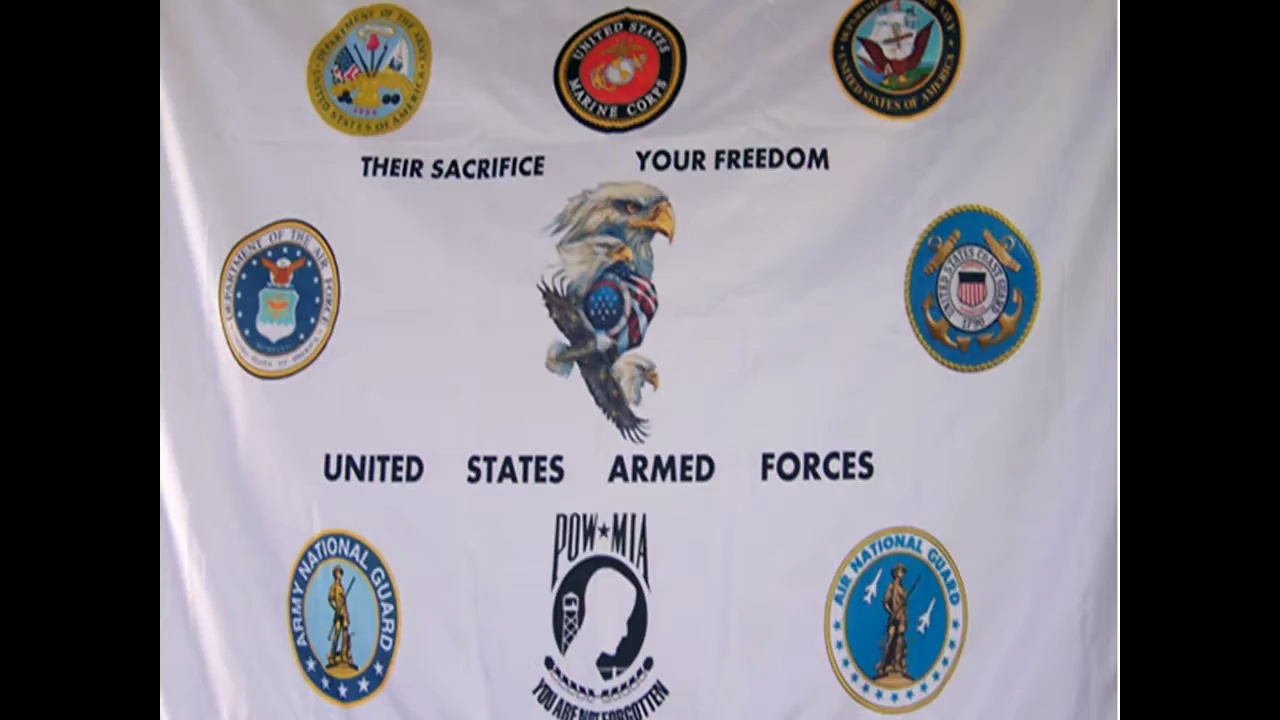 DEPARTMENT OF THE ARMY
UNITED STATES OF AMERICA
UNITED STATES
MARINE CORPS
DEPARTMENT OF THE NAVY
UNITED STATES OF AMERICA
THEIR SACRIFICE YOUR FREEDOM
DEPARTMENT OF THE AIR FORCE
UNITED STATES COAST GUARD
1790
UNITED STATES ARMED FORCES
ARMY NATIONAL GUARD
POW★MIA
YOU ARE NOT FORGOTTEN
AIR NATIONAL GUARD